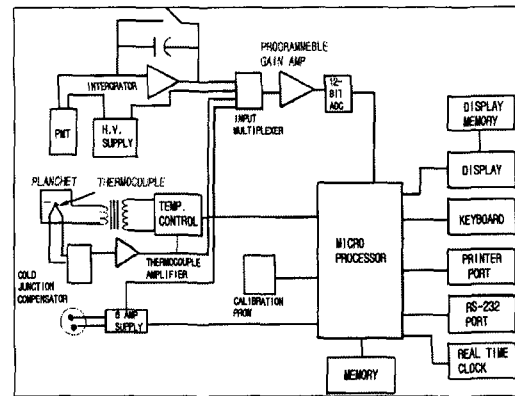 INTERGRATOR
PMT
H.V.
SUPPLY
INPUT
MULTIPLEXER
PROGRAMMEBLE
GAIN AMP
12-
BIT
ADC
DISPLAY
MEMORY
DISPLAY
KEYBOARD
PRINTER
PORT
RS-232
PORT
REAL TIME
CLOCK
MICRO
PROCESSOR
MEMORY
CALIBRATION
PROM
PLANCHET
THERMOCOUPLE
TEMP.
CONTROL
THERMOCOUPLE
AMPLIFIER
COLD
JUNCTION
COMPENSATOR
6 AMP
SUPPLY